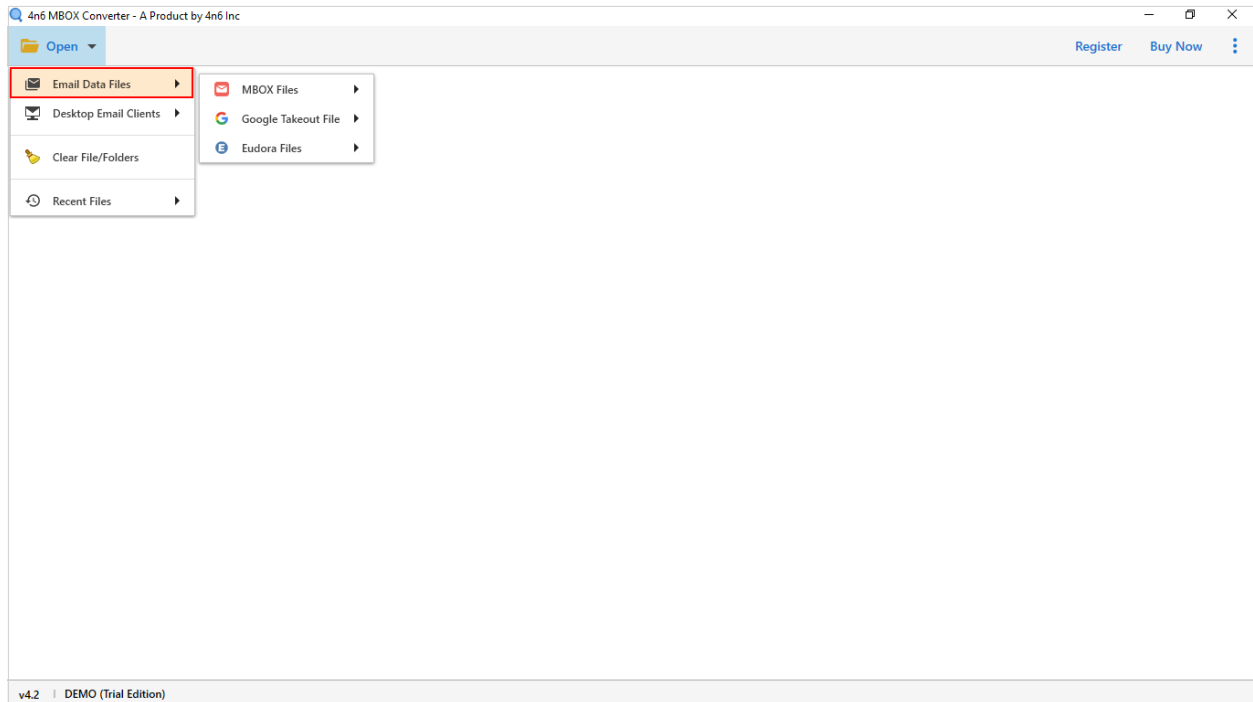 4n6 MBOX Converter - A Product by 4n6 Inc
Open
Register
Buy Now
Email Data Files
Desktop Email Clients
Clear File/Folders
Recent Files
MBOX Files
Google Takeout File
Eudora Files
v4.2 | DEMO (Trial Edition)